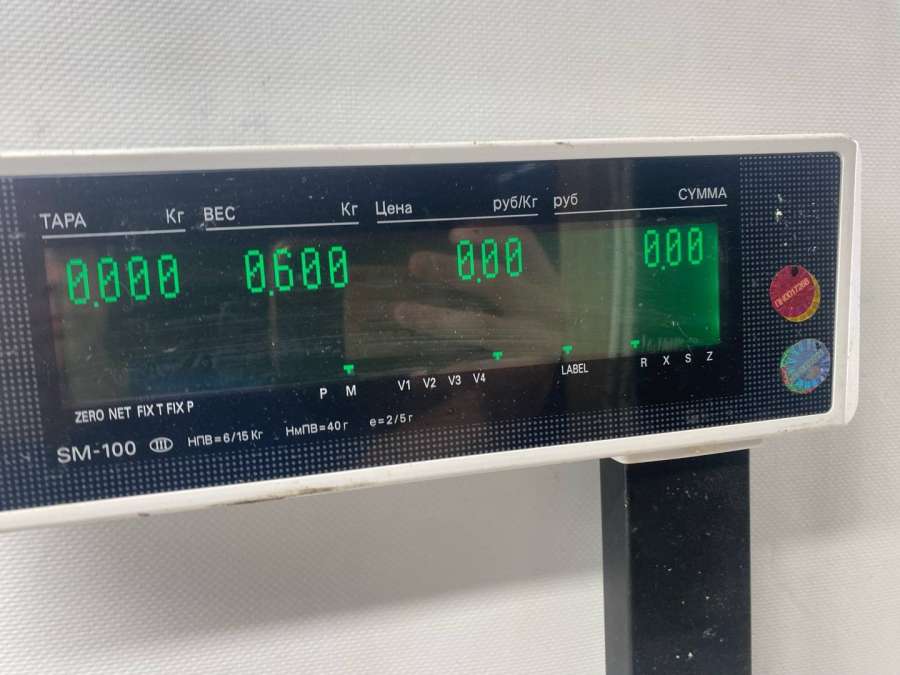 ТАРА Кг ВЕС Кг Цена руб/Кг руб СУММА
0.000 0.600 0.00 0.00
P M V1 V2 V3 V4 LABEL R X S Z
ZERO NET FIX T FIX P
SM-100 III НПВ=6/15 Кг НмПВ=40 г e=2/5 г